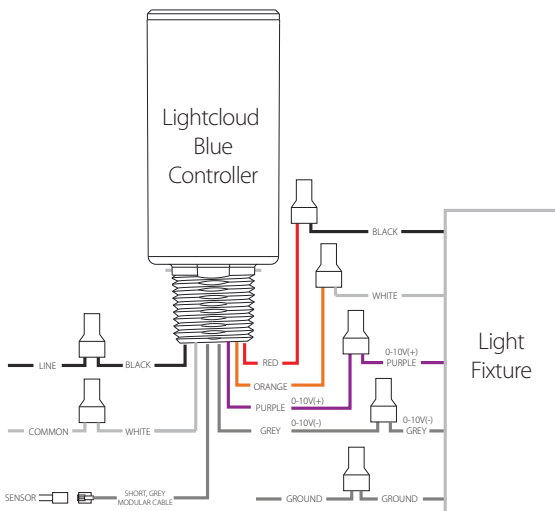 Lightcloud
Blue
Controller
BLACK
WHITE
Light
Fixture
0-10V(+)
PURPLE
LINE
BLACK
RED
ORANGE
PURPLE 0-10V(+)
COMMON
WHITE
GREY 0-10V(-)
0-10V(-)
GREY
SENSOR
SHORT, GREY
MODULAR CABLE
GROUND
GROUND